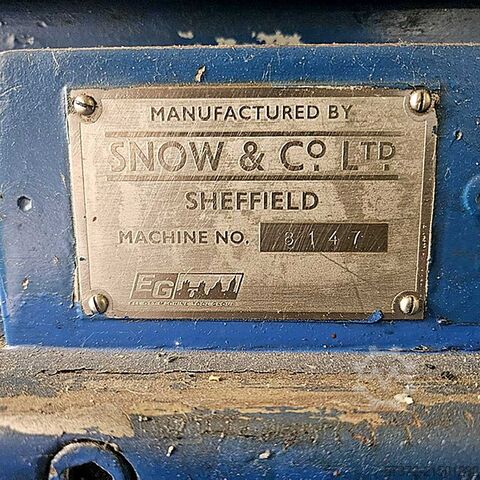 MANUFACTURED BY
SNOW & Co. LTD.
SHEFFIELD
MACHINE NO. 8147
EG